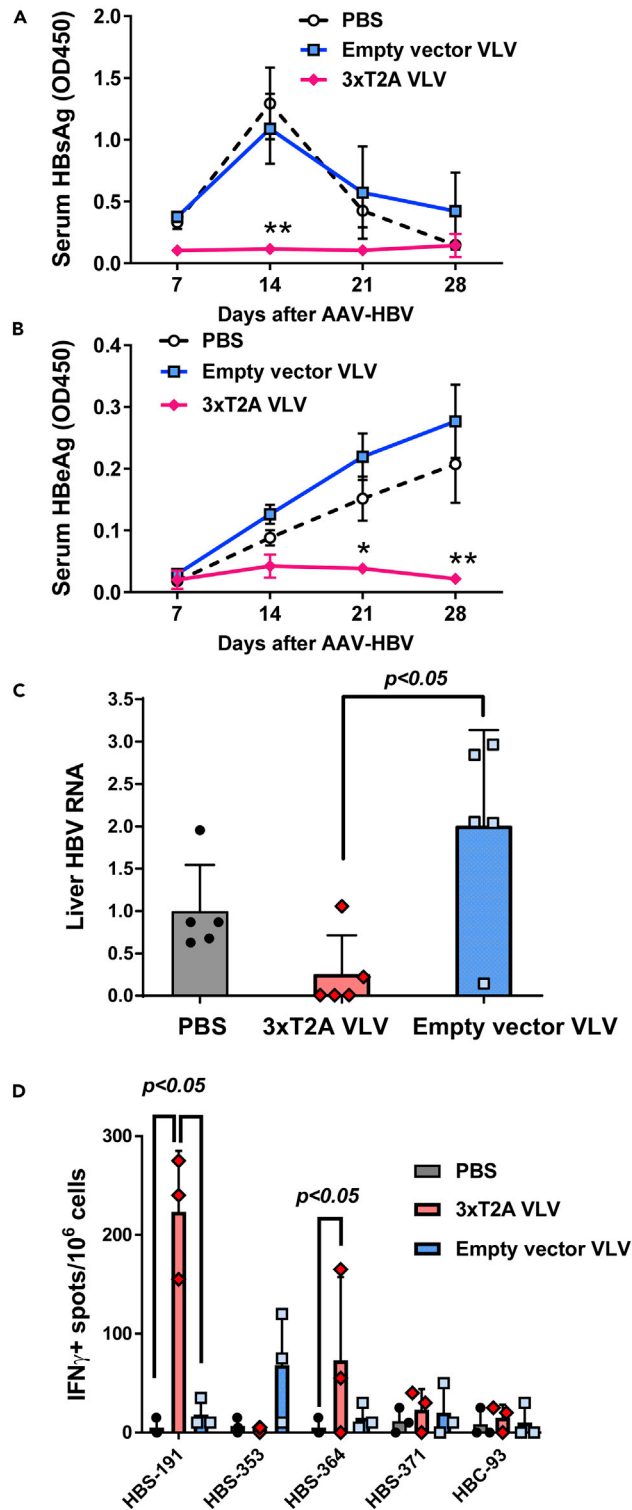 A
Serum HBsAg (OD450)
2.0
1.5
1.0
0.5
0.0
PBS
Empty vector VLV
3xT2A VLV
**
7 14 21 28
Days after AAV-HBV
B
Serum HBeAg (OD450)
0.4
0.3
0.2
0.1
0.0
PBS
Empty vector VLV
3xT2A VLV
* **
7 14 21 28
Days after AAV-HBV
C
Liver HBV RNA
3.5
3.0
2.5
2.0
1.5
1.0
0.5
0.0
p<0.05
PBS 3xT2A VLV Empty vector VLV
D
IFNγ+ spots/10⁶ cells
300
200
100
0
p<0.05
p<0.05
PBS
3xT2A VLV
Empty vector VLV
HBS-191
HBS-353
HBS-364
HBS-371
HBC-93